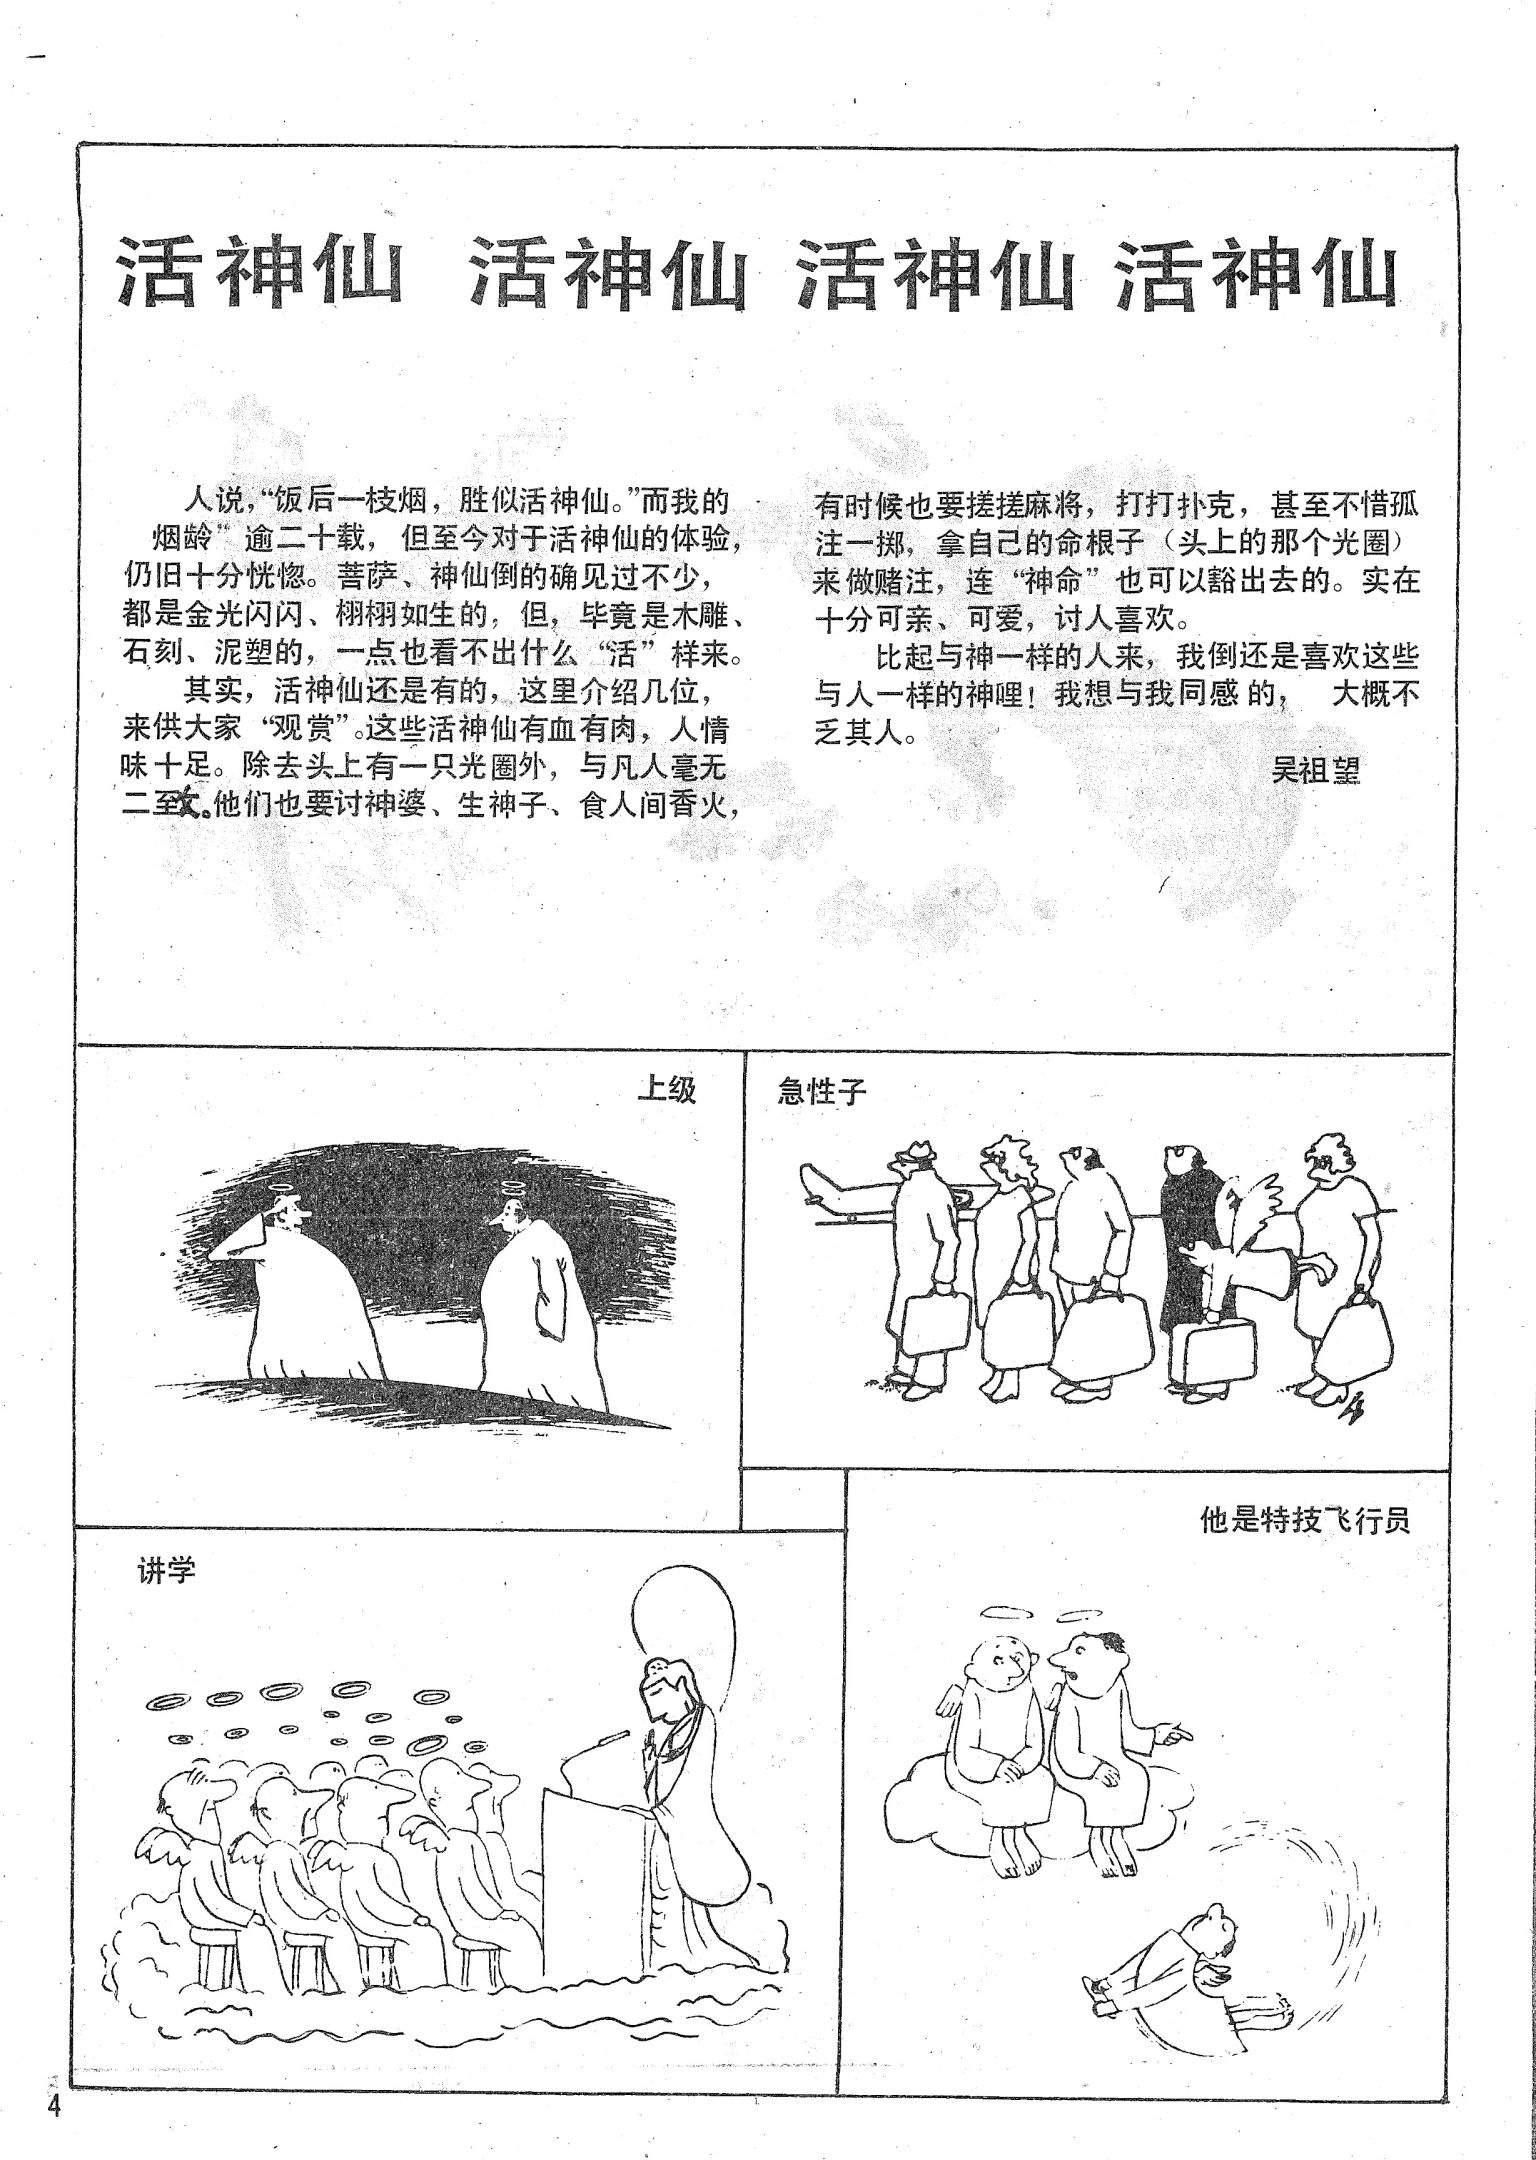 活神仙 活神仙 活神仙 活神仙
人说,“饭后一枝烟，胜似活神仙。”而我的
烟龄”逾二十载，但至今对于活神仙的体验，
仍旧十分恍惚。菩萨、神仙倒的确见过不少，
都是金光闪闪、栩栩如生的，但，毕竟是木雕、
石刻、泥塑的，一点也看不出什么“活”样来。
其实，活神仙还是有的，这里介绍几位，
来供大家“观赏”。这些活神仙有血有肉，人情
味十足。除去头上有一只光圈外，与凡人毫无
二致。他们也要讨神婆、生神子、食人间香火，
有时候也要搓搓麻将，打打扑克，甚至不惜孤
注一掷，拿自己的命根子（头上的那个光圈）
来做赌注，连“神命”也可以豁出去的。实在
十分可亲、可爱，讨人喜欢。
比起与神一样的人来，我倒还是喜欢这些
与人一样的神哩！我想与我同感的， 大概不
乏其人。
吴祖望
上级
急性子
讲学
他是特技飞行员
4